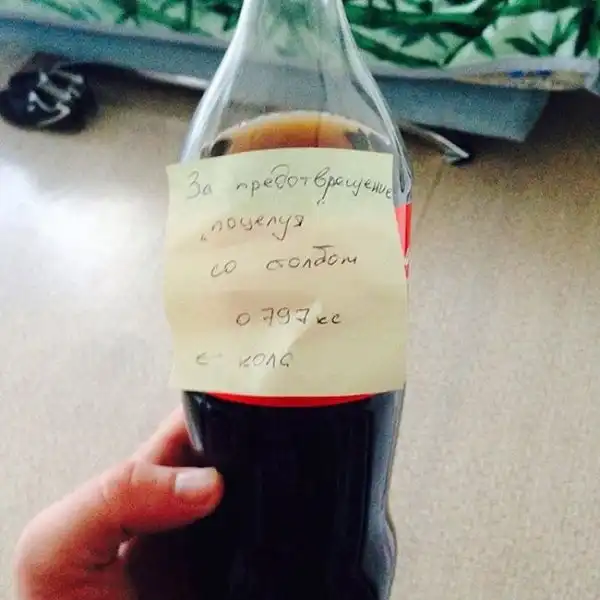 За предотвращение
поцелуя
со столбом
0797кс
← кола